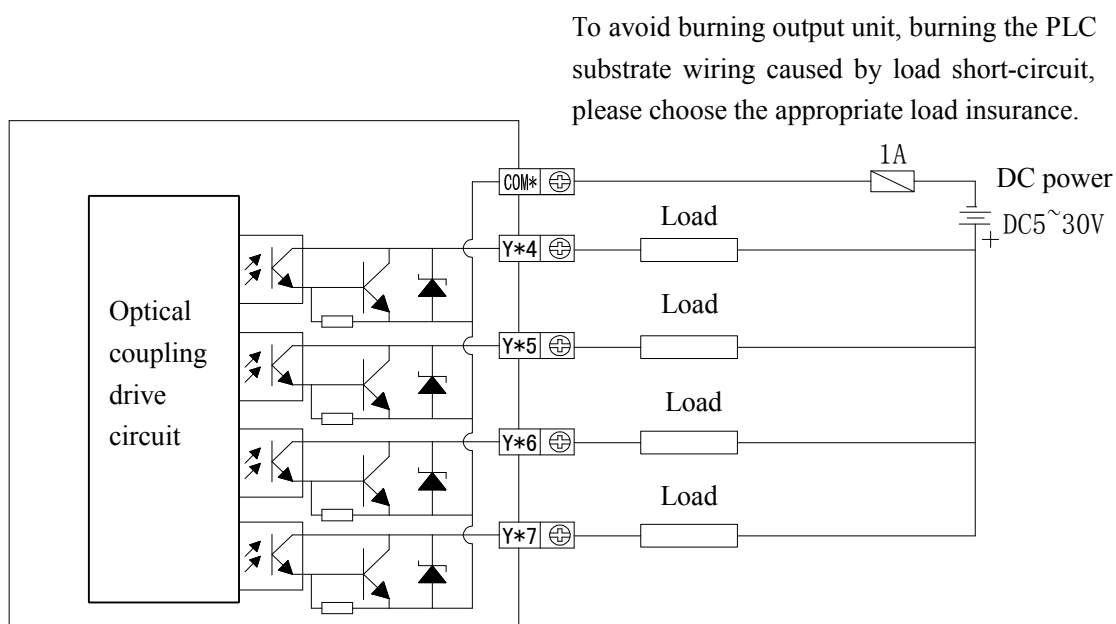 To avoid burning output unit, burning the PLC
substrate wiring caused by load short-circuit,
please choose the appropriate load insurance.
1A
COM*
DC power
DC5~30V
+
Load
Y*4
Load
Y*5
Load
Y*6
Load
Y*7
Optical
coupling
drive
circuit